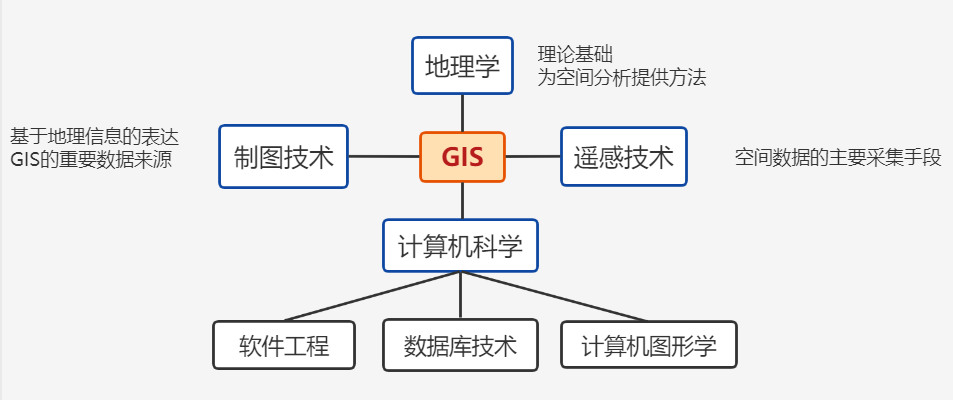 地理学
理论基础
为空间分析提供方法
基于地理信息的表达
GIS的重要数据来源
制图技术
GIS
遥感技术
空间数据的主要采集手段
计算机科学
软件工程
数据库技术
计算机图形学